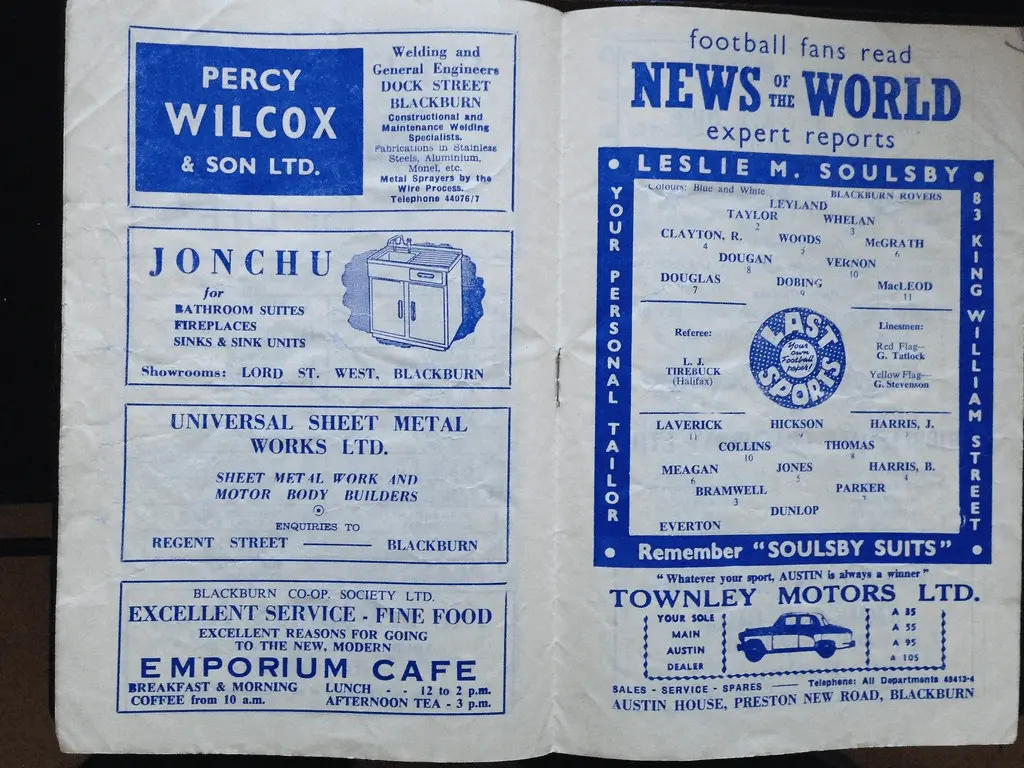 PERCY
WILCOX
& SON LTD.
Welding and
General Engineers
DOCK STREET
BLACKBURN
Constructional and
Maintenance Welding
Specialists.
Fabrications in Stainless
Steels, Aluminium,
Monel, etc.
Metal Sprayers by the
Wire Process.
Telephone 44076/7
JONCHU
for
BATHROOM SUITES
FIREPLACES
SINKS & SINK UNITS
Showrooms: LORD ST. WEST, BLACKBURN
UNIVERSAL SHEET METAL
WORKS LTD.
SHEET METAL WORK AND
MOTOR BODY BUILDERS
ENQUIRIES TO
REGENT STREET —— BLACKBURN
BLACKBURN CO-OP. SOCIETY LTD.
EXCELLENT SERVICE - FINE FOOD
EXCELLENT REASONS FOR GOING
TO THE NEW, MODERN
EMPORIUM CAFE
BREAKFAST & MORNING
COFFEE from 10 a.m.
LUNCH - - 12 to 2 p.m.
AFTERNOON TEA - 3 p.m.
football fans read
NEWS OF THE WORLD
expert reports
• LESLIE M. SOULSBY •
YOUR PERSONAL TAILOR
83 KING WILLIAM STREET
Colours: Blue and White BLACKBURN ROVERS
LEYLAND
TAYLOR WHELAN
2 3
CLAYTON, R. WOODS McGRATH
4 5 6
DOUGAN VERNON
8 10
DOUGLAS DOBING MacLEOD
7 9 11
Referee:
L. J.
TIREBUCK
(Halifax)
LAST SPORTS
Your
own
Football
paper!
Linesmen:
Red Flag—
G. Tatlock
Yellow Flag—
G. Stevenson
LAVERICK HICKSON HARRIS, J.
11 9
COLLINS THOMAS
10 8
MEAGAN JONES HARRIS, B.
6 5 4
BRAMWELL PARKER
3
DUNLOP
EVERTON
• Remember "SOULSBY SUITS" •
"Whatever your sport, AUSTIN is always a winner"
TOWNLEY MOTORS LTD.
YOUR SOLE
MAIN
AUSTIN
DEALER
A 35
A 55
A 95
A 105
SALES - SERVICE - SPARES —— Telephone: All Departments 49413-4
AUSTIN HOUSE, PRESTON NEW ROAD, BLACKBURN